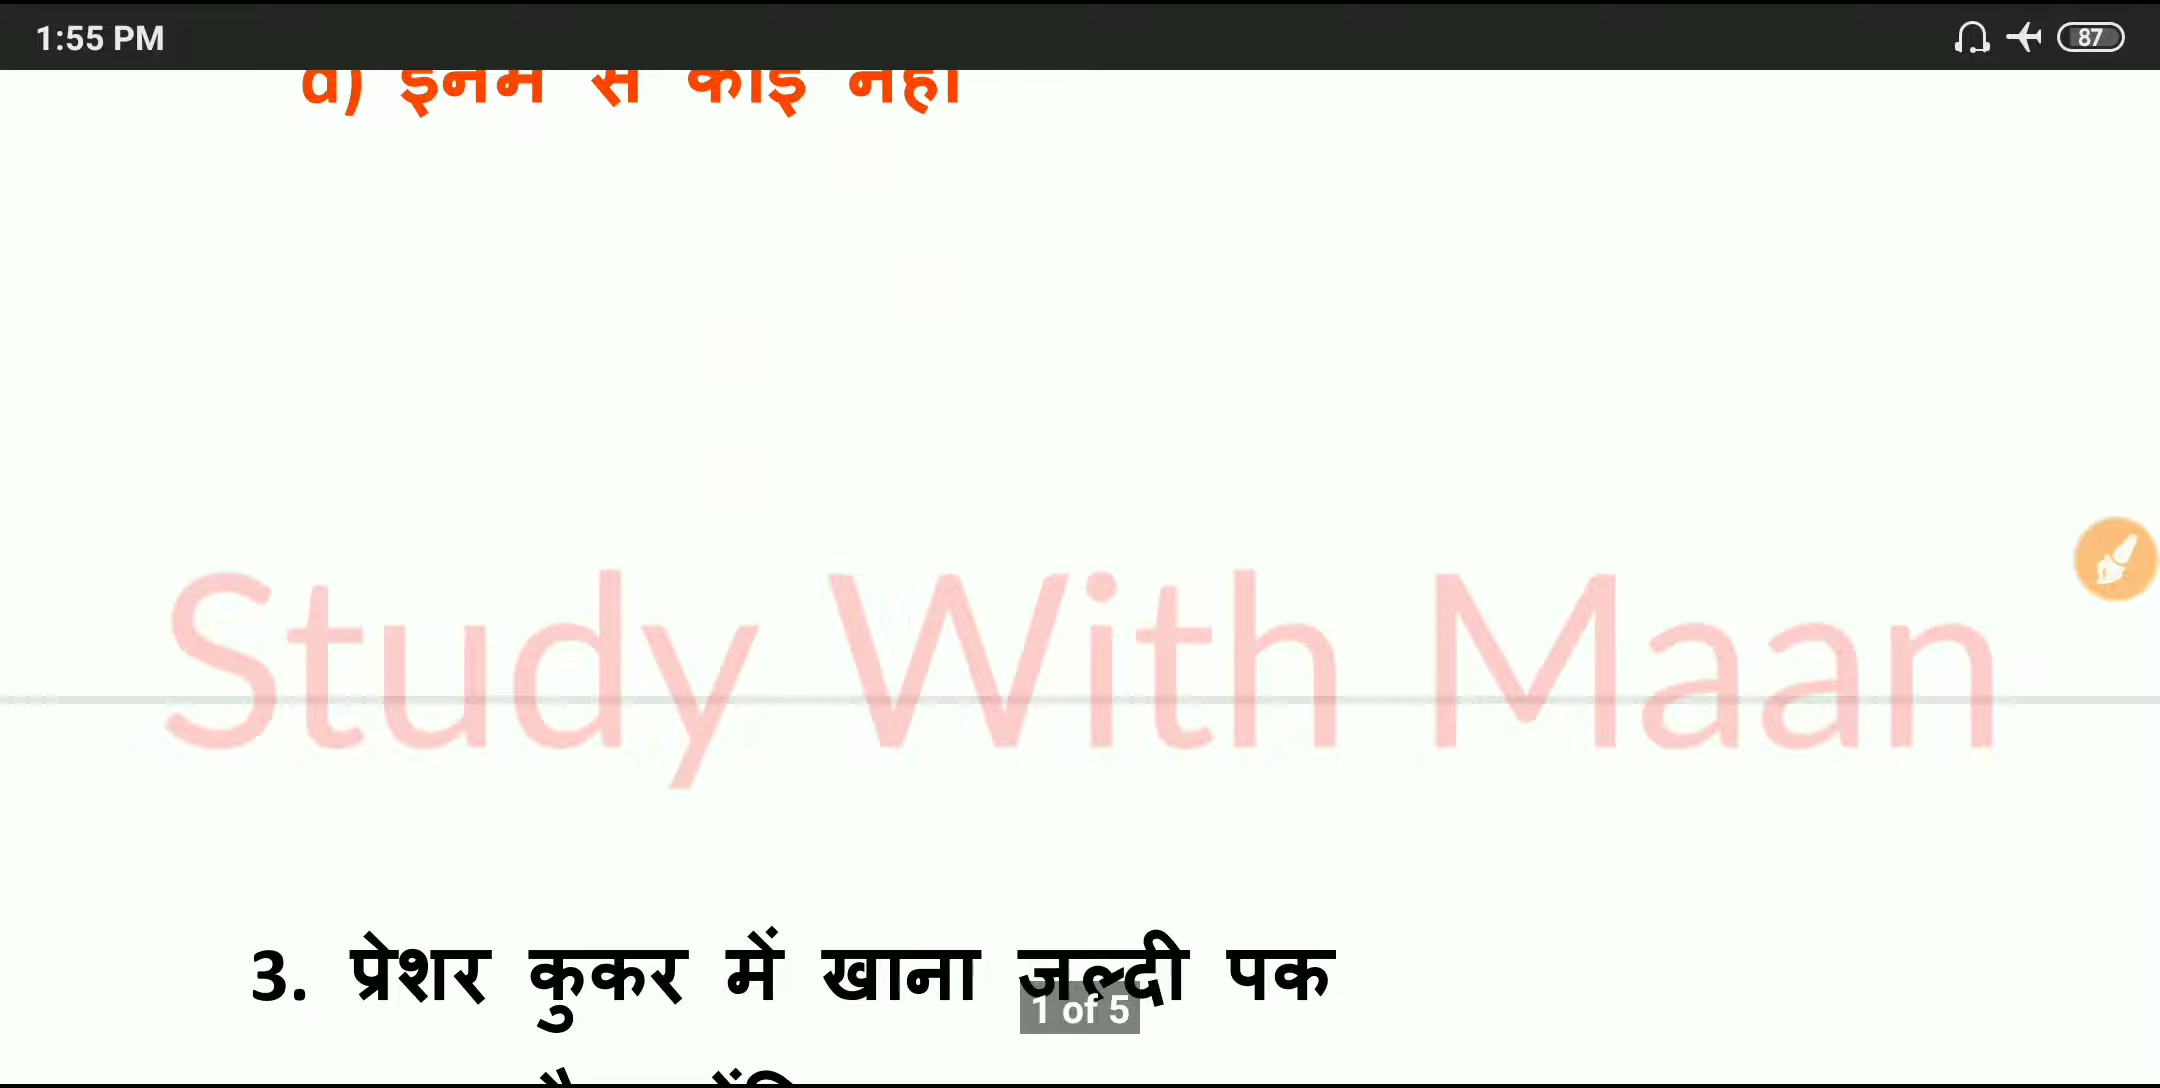 1:55 PM
87
d) इनमें से कोई नहीं
Study With Maan
3. प्रेशर कुकर में खाना जल्दी पक
1 of 5